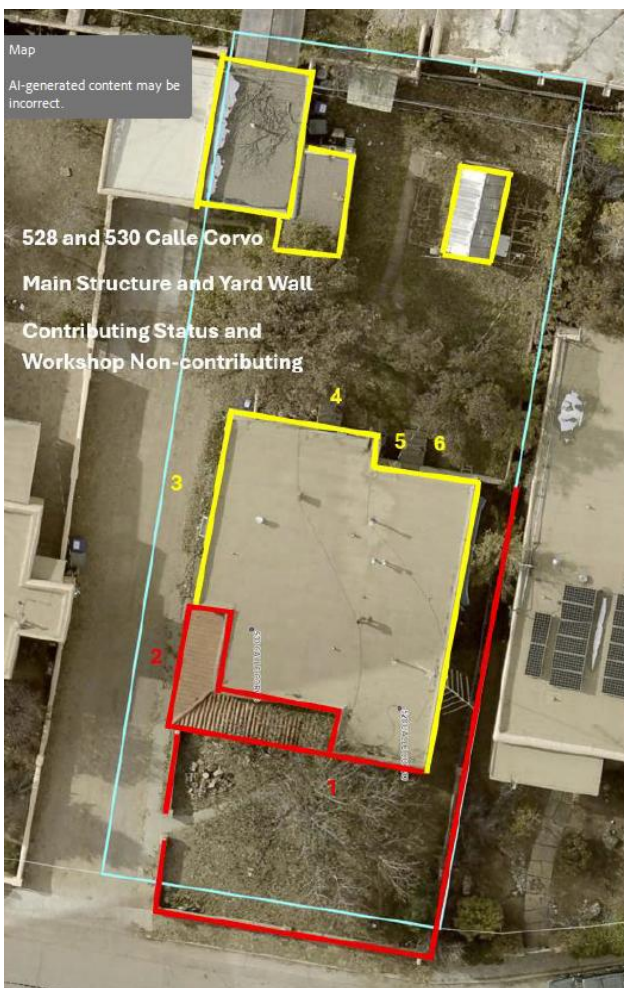 Map
AI-generated content may be
incorrect.
528 and 530 Calle Corvo
Main Structure and Yard Wall
Contributing Status and
Workshop Non-contributing
4
5
6
3
2
1